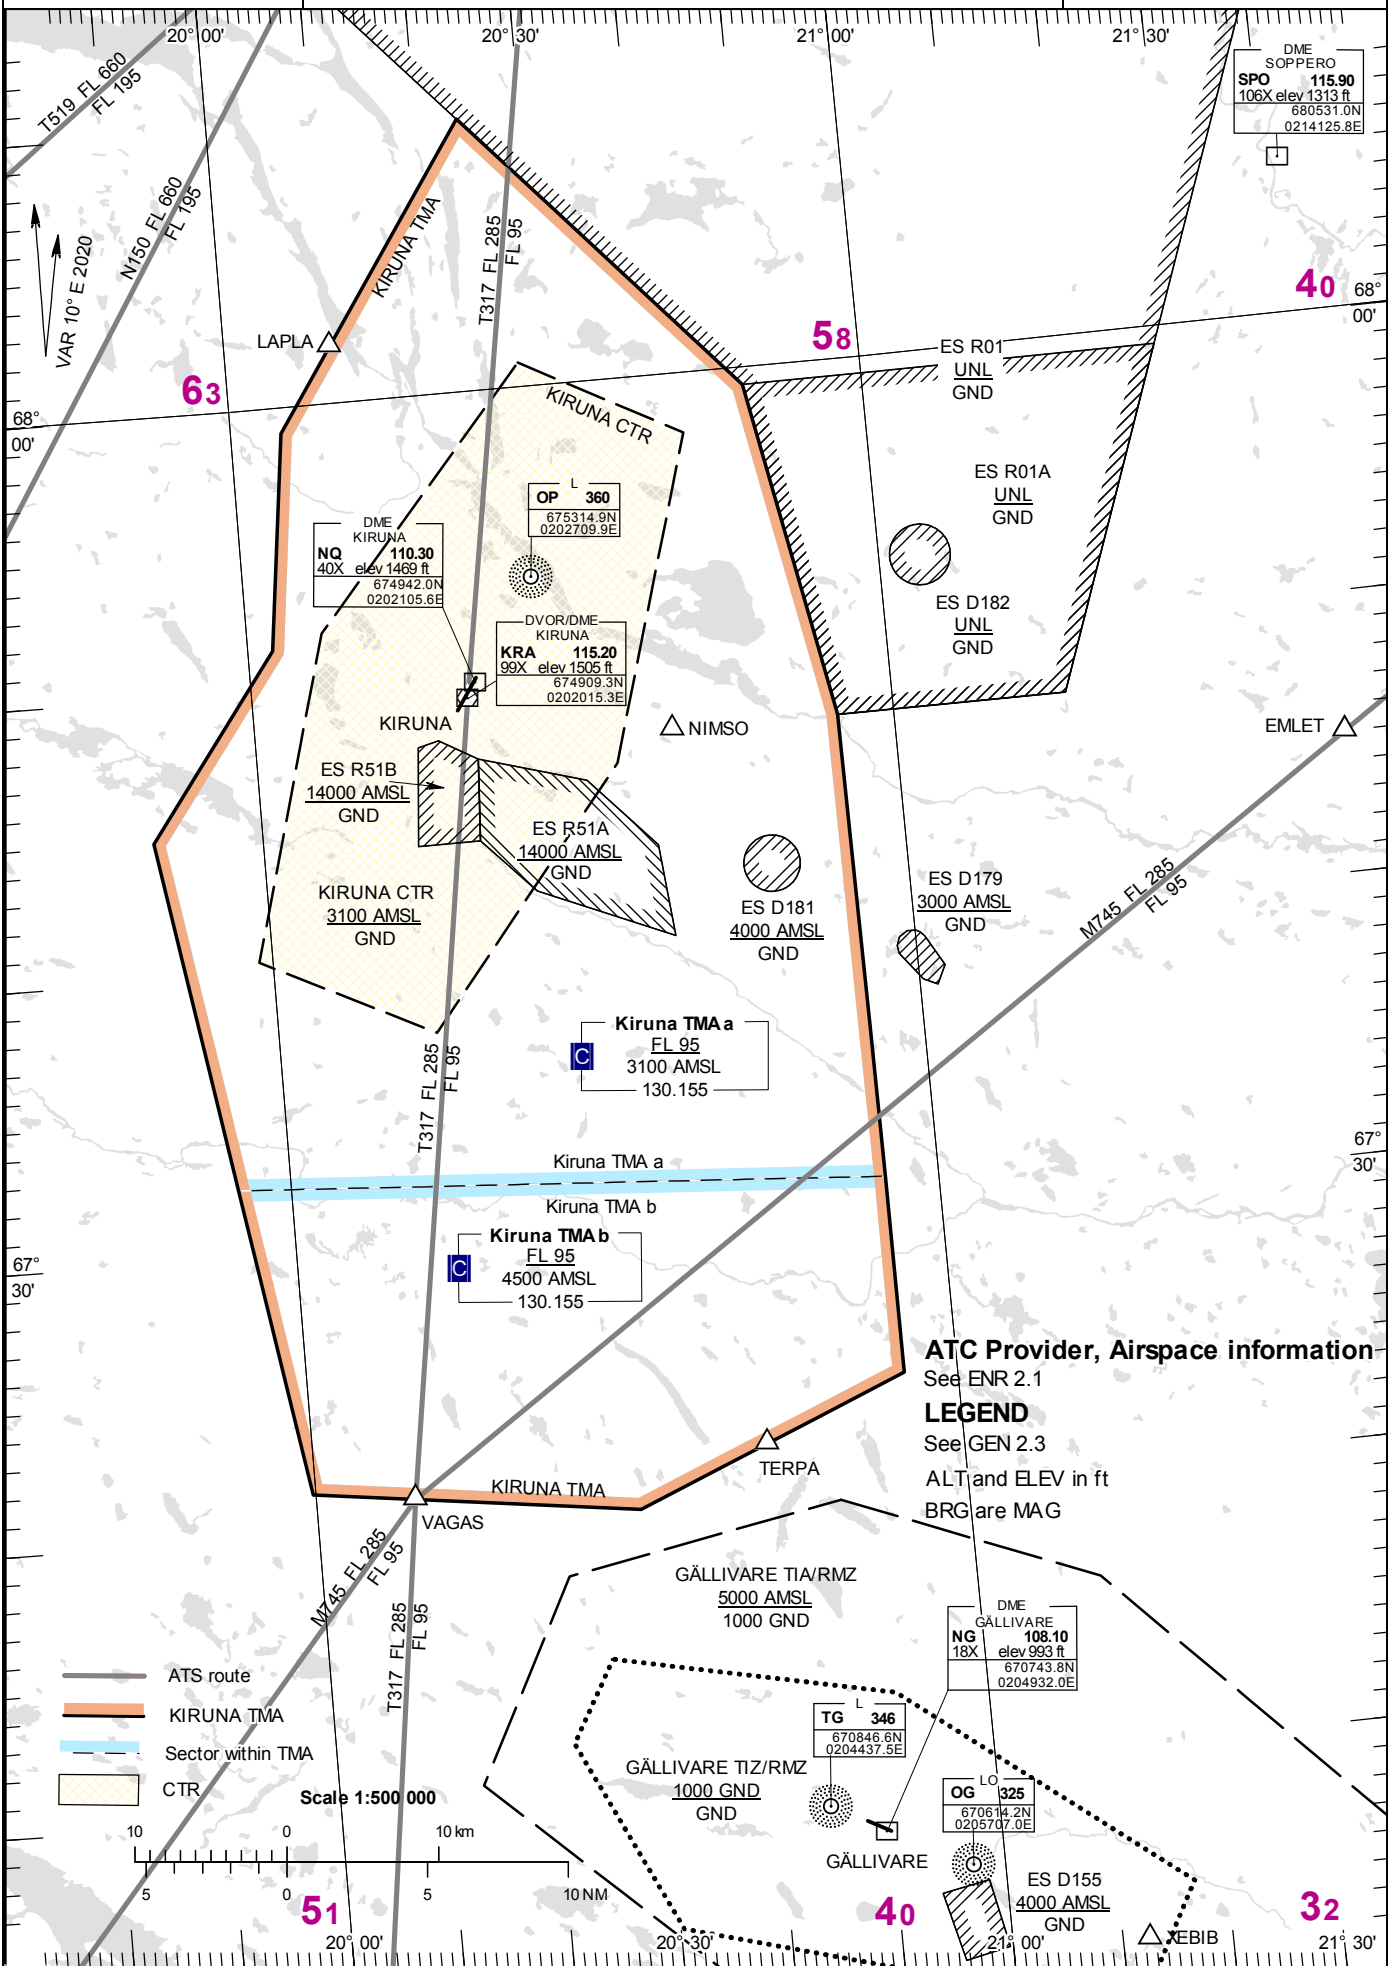 20° 00'
20° 30'
21° 00'
21° 30'
DME
SOPPERO
SPO 115.90
106X elev 1313 ft
680531.0N
0214125.8E
T519 FL 660
FL 195
N150 FL 660
FL 195
VAR 10° E 2020
KIRUNA TMA
T317 FL 285
FL 95
40
68°
00'
LAPLA
58
63
ES R01
UNL
GND
68°
00'
KIRUNA CTR
ES R01A
UNL
GND
L
OP 360
675314.9N
0202709.9E
DME
KIRUNA
NQ 110.30
40X elev 1469 ft
674942.0N
0202105.6E
ES D182
UNL
GND
DVOR/DME
KIRUNA
KRA 115.20
99X elev 1505 ft
674909.3N
0202015.3E
KIRUNA
NIMSO
EMLET
ES R51B
14000 AMSL
GND
ES R51A
14000 AMSL
GND
KIRUNA CTR
3100 AMSL
GND
ES D181
4000 AMSL
GND
ES D179
3000 AMSL
GND
M745 FL 285
FL 95
Kiruna TMA a
C
FL 95
3100 AMSL
130.155
T317 FL 285
FL 95
67°
30'
Kiruna TMA a
Kiruna TMA b
Kiruna TMA b
C
FL 95
4500 AMSL
130.155
67°
30'
ATC Provider, Airspace information
See ENR 2.1
LEGEND
See GEN 2.3
ALT and ELEV in ft
BRG are MAG
TERPA
KIRUNA TMA
VAGAS
M745 FL 285
FL 95
T317 FL 285
FL 95
GÄLLIVARE TIA/RMZ
5000 AMSL
1000 GND
DME
GÄLLIVARE
NG 108.10
18X elev 993 ft
670743.8N
0204932.0E
ATS route
KIRUNA TMA
Sector within TMA
CTR
L
TG 346
670846.6N
0204437.5E
GÄLLIVARE TIZ/RMZ
1000 GND
GND
LO
OG 325
670614.2N
0205707.0E
Scale 1:500 000
10 0 10 km
5 0 5 10 NM
GÄLLIVARE
ES D155
4000 AMSL
GND
51
40
32
XEBIB
20° 00'
20° 30'
21° 00'
21° 30'